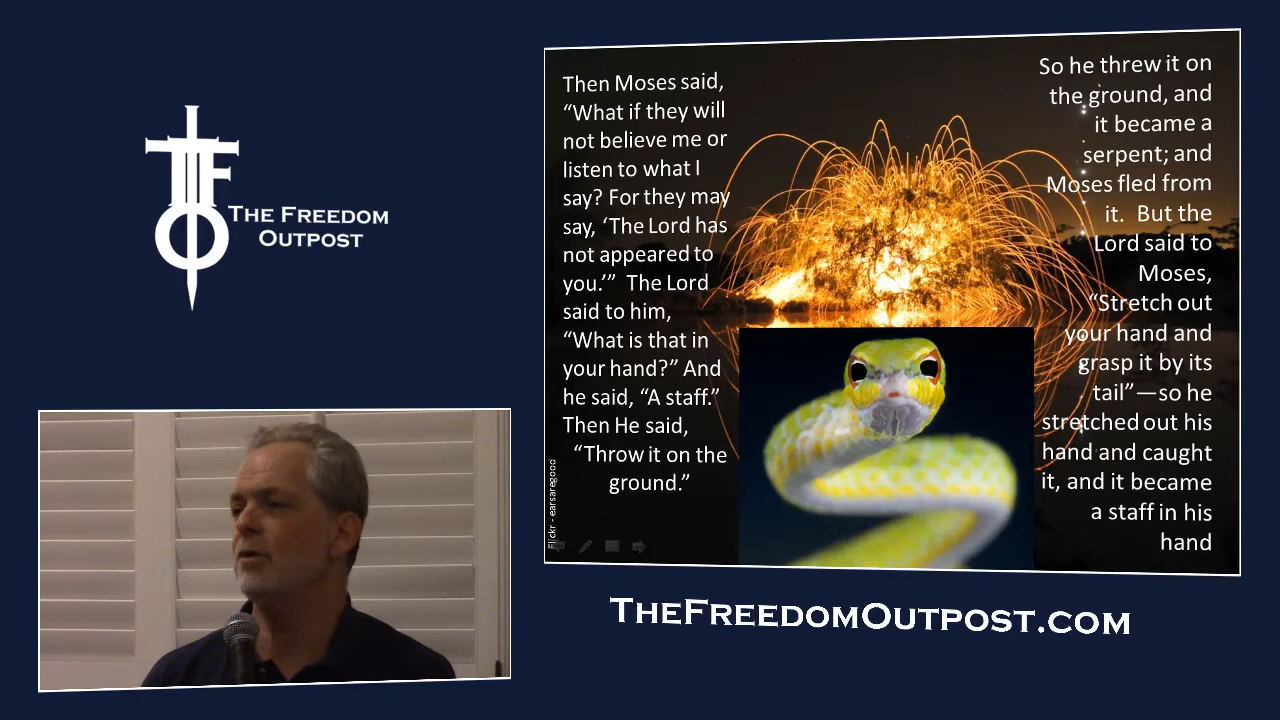 THE FREEDOM
OUTPOST
Then Moses said,
“What if they will
not believe me or
listen to what I
say? For they may
say, ‘The Lord has
not appeared to
you.’”  The Lord
said to him,
“What is that in
your hand?” And
he said, “A staff.”
Then He said,
“Throw it on the
ground.”
So he threw it on
the ground, and
it became a
serpent; and
Moses fled from
it.  But the
Lord said to
Moses,
“Stretch out
your hand and
grasp it by its
tail”—so he
stretched out his
hand and caught
it, and it became
a staff in his
hand
Flickr - earsaregood
THEFREEDOMOUTPOST.COM